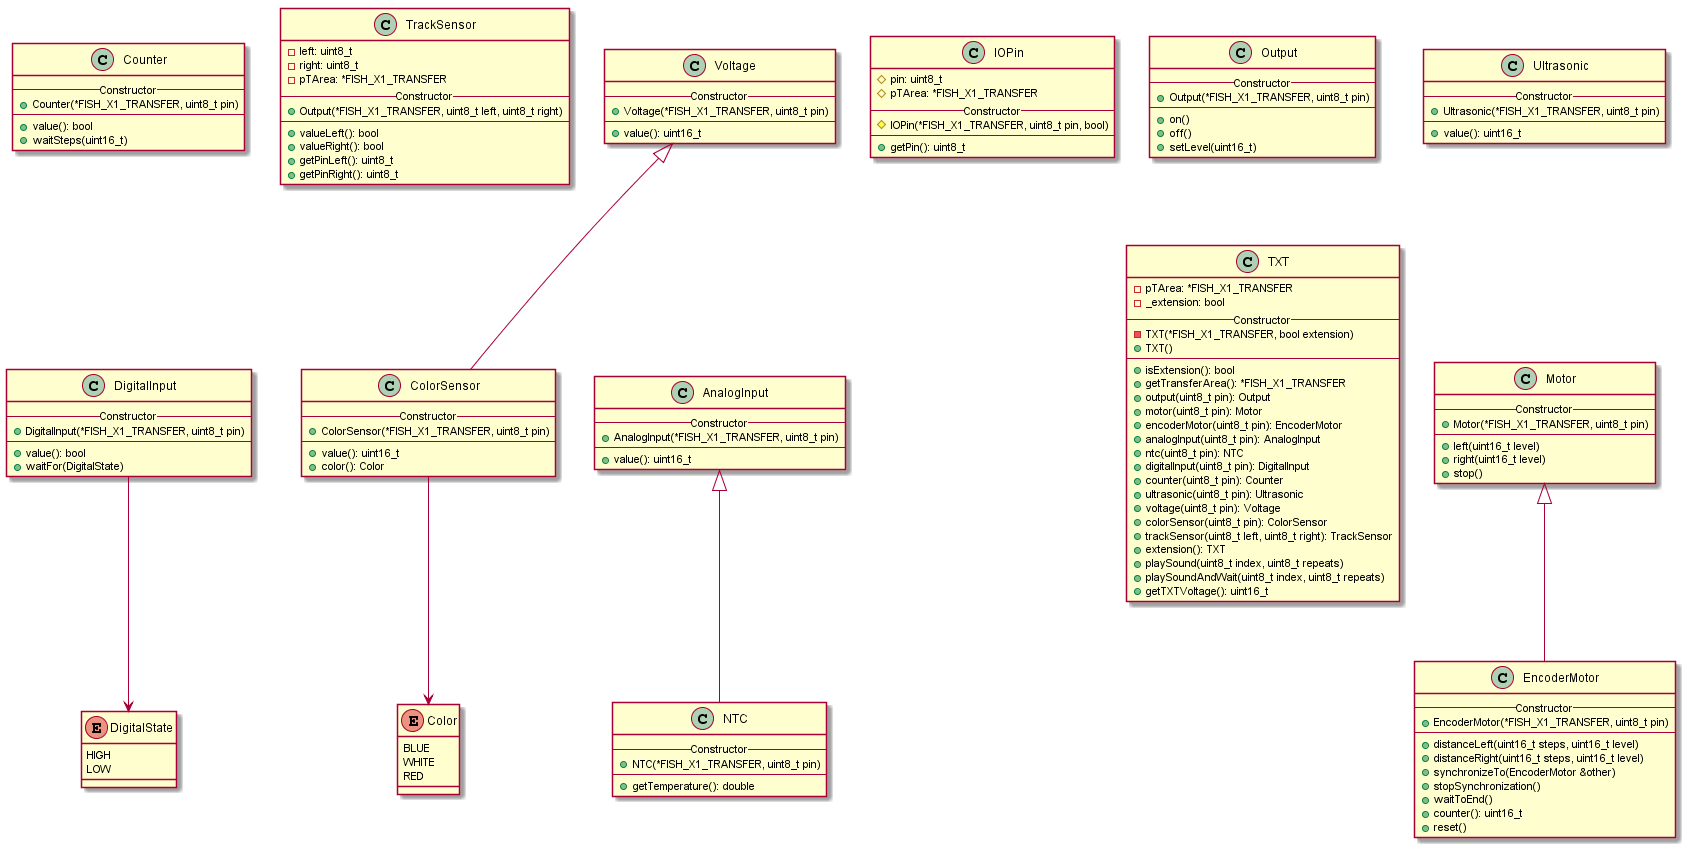 C Counter
Constructor
Counter(*FISH_X1_TRANSFER, uint8_t pin)
value(): bool
waitSteps(uint16_t)
C TrackSensor
left: uint8_t
right: uint8_t
pTArea: *FISH_X1_TRANSFER
Constructor
Output(*FISH_X1_TRANSFER, uint8_t left, uint8_t right)
valueLeft(): bool
valueRight(): bool
getPinLeft(): uint8_t
getPinRight(): uint8_t
C Voltage
Constructor
Voltage(*FISH_X1_TRANSFER, uint8_t pin)
value(): uint16_t
C IOPin
pin: uint8_t
pTArea: *FISH_X1_TRANSFER
Constructor
IOPin(*FISH_X1_TRANSFER, uint8_t pin, bool)
getPin(): uint8_t
C Output
Constructor
Output(*FISH_X1_TRANSFER, uint8_t pin)
on()
off()
setLevel(uint16_t)
C Ultrasonic
Constructor
Ultrasonic(*FISH_X1_TRANSFER, uint8_t pin)
value(): uint16_t
C DigitalInput
Constructor
DigitalInput(*FISH_X1_TRANSFER, uint8_t pin)
value(): bool
waitFor(DigitalState)
C ColorSensor
Constructor
ColorSensor(*FISH_X1_TRANSFER, uint8_t pin)
value(): uint16_t
color(): Color
C AnalogInput
Constructor
AnalogInput(*FISH_X1_TRANSFER, uint8_t pin)
value(): uint16_t
C TXT
pTArea: *FISH_X1_TRANSFER
_extension: bool
Constructor
TXT(*FISH_X1_TRANSFER, bool extension)
TXT()
isExtension(): bool
getTransferArea(): *FISH_X1_TRANSFER
output(uint8_t pin): Output
motor(uint8_t pin): Motor
encoderMotor(uint8_t pin): EncoderMotor
analogInput(uint8_t pin): AnalogInput
ntc(uint8_t pin): NTC
digitalInput(uint8_t pin): DigitalInput
counter(uint8_t pin): Counter
ultrasonic(uint8_t pin): Ultrasonic
voltage(uint8_t pin): Voltage
colorSensor(uint8_t pin): ColorSensor
trackSensor(uint8_t left, uint8_t right): TrackSensor
extension(): TXT
playSound(uint8_t index, uint8_t repeats)
playSoundAndWait(uint8_t index, uint8_t repeats)
getTXTVoltage(): uint16_t
C Motor
Constructor
Motor(*FISH_X1_TRANSFER, uint8_t pin)
left(uint16_t level)
right(uint16_t level)
stop()
E DigitalState
HIGH
LOW
E Color
BLUE
WHITE
RED
C NTC
Constructor
NTC(*FISH_X1_TRANSFER, uint8_t pin)
getTemperature(): double
C EncoderMotor
Constructor
EncoderMotor(*FISH_X1_TRANSFER, uint8_t pin)
distanceLeft(uint16_t steps, uint16_t level)
distanceRight(uint16_t steps, uint16_t level)
synchronizeTo(EncoderMotor &other)
stopSynchronization()
waitToEnd()
counter(): uint16_t
reset()